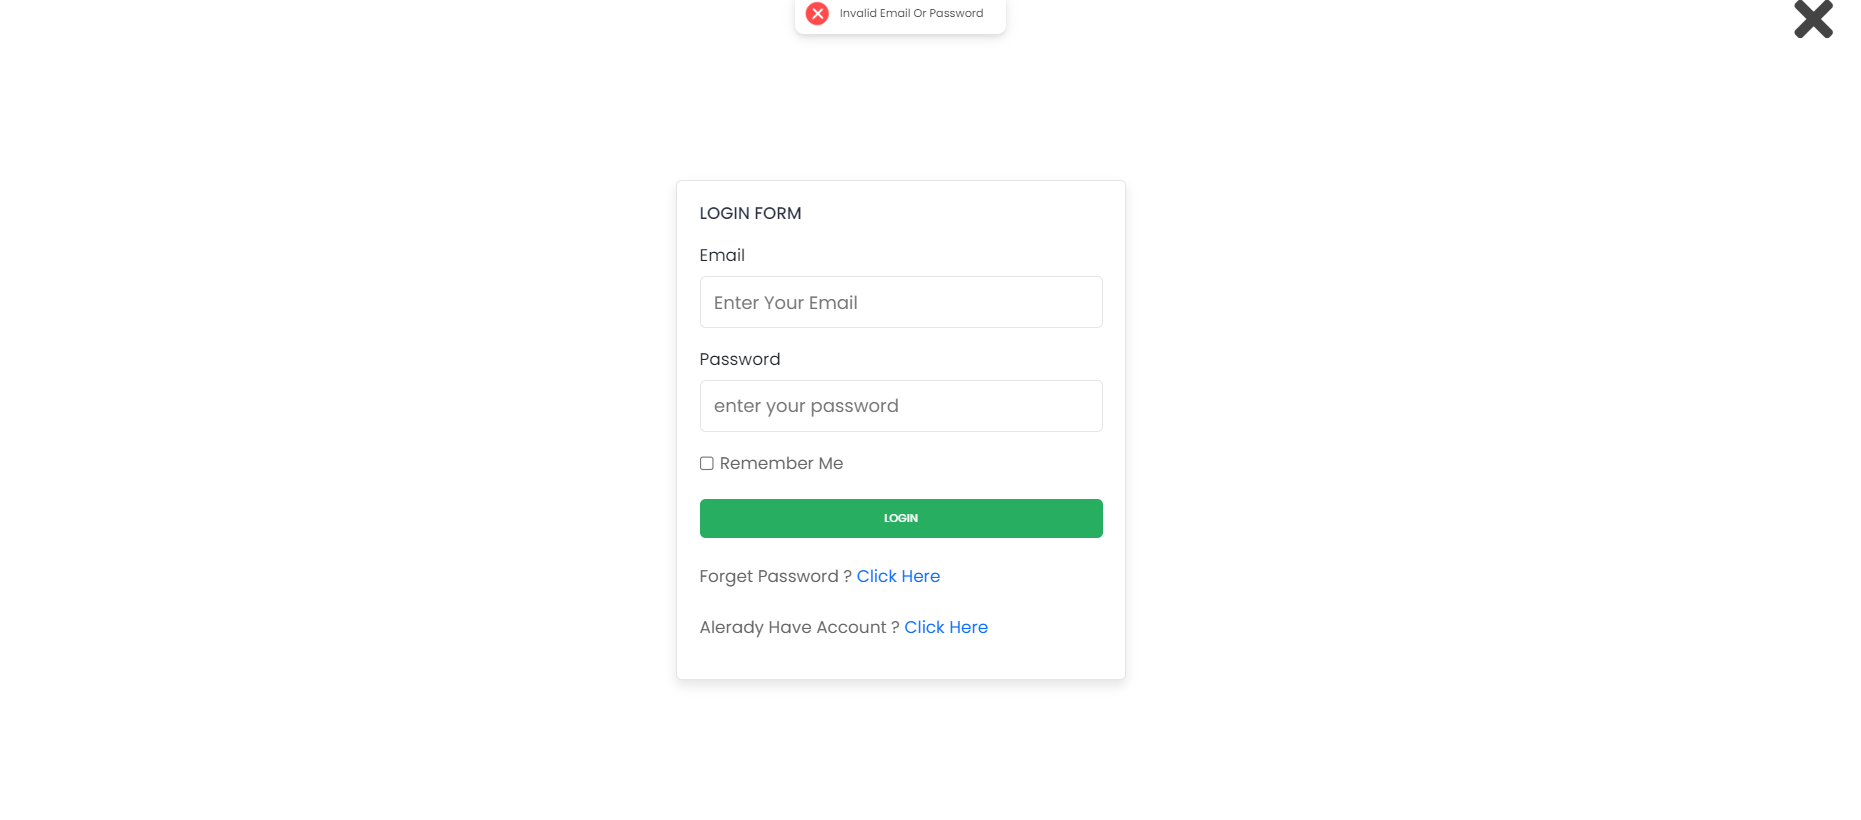 Invalid Email Or Password
LOGIN FORM
Email
Enter Your Email
Password
enter your password
Remember Me
LOGIN
Forget Password ? Click Here
Alerady Have Account ? Click Here